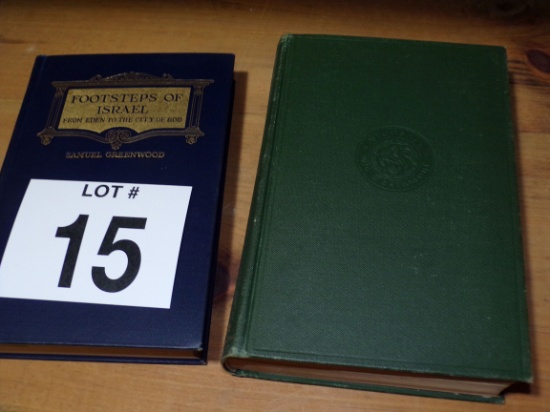 FOOTSTEPS OF
ISRAEL
FROM EDEN TO THE CITY OF GOD
SAMUEL GREENWOOD
LOT #
15